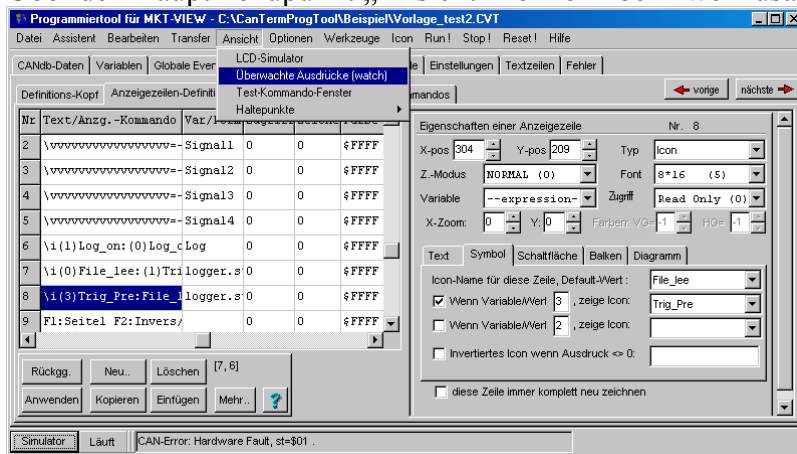 Programmiertool für MKT-VIEW - C:\CanTermProgTool\Beispiel\Vorlage_test2.CVT
Datei Assistent Bearbeiten Transfer Ansicht Optionen Werkzeuge Icon Run! Stop! Reset! Hilfe
LCD-Simulator
Überwachte Ausdrücke (watch)
Test-Kommando-Fenster
Haltepunkte
CANdb-Daten Variablen Globale Even Einstellungen Textzeilen Fehler
Definitions-Kopf Anzeigezeilen-Definiti mandos vorige nächste
Nr Text/Anzg.-Kommando
2 \vvvvvvvvvvvvvvvvvv=- Signal1 0 0 $FFFF
3 \vvvvvvvvvvvvvvvvvv=- Signal2 0 0 $FFFF
4 \vvvvvvvvvvvvvvvvvv=- Signal3 0 0 $FFFF
5 \vvvvvvvvvvvvvvvvvv=- Signal4 0 0 $FFFF
6 \i(1)Log_on:(0)Log_c Log 0 0 $FFFF
7 \i(0)File_lee:(1)Tri logger.s 0 0 $FFFF
8 \i(3)Trig_Pre:File_l logger.s 0 0 $FFFF
9 F1:Seite1 F2:Invers/ 0 0 $FFFF
Rückgg. Neu.. Löschen [7,6]
Anwenden Kopieren Einfügen Mehr.. ?
Eigenschaften einer Anzeigezeile Nr. 8
X-pos 304 Y-pos 209 Typ Icon
Z.-Modus NORMAL (0) Font 8*16 (5)
Variable --expression- Zugriff Read Only (0)
X-Zoom: 0 Y: 0 Farben: VG= -1 HG= -1
Text Symbol Schaltfläche Balken Diagramm
Icon-Name für diese Zeile, Default-Wert : File_lee
Wenn Variable/Wert 3 , zeige Icon: Trig_Pre
Wenn Variable/Wert 2 , zeige Icon:
Invertiertes Icon wenn Ausdruck <> 0:
diese Zeile immer komplett neu zeichnen
Simulator Läuft CAN-Error: Hardware Fault, st=$01 .